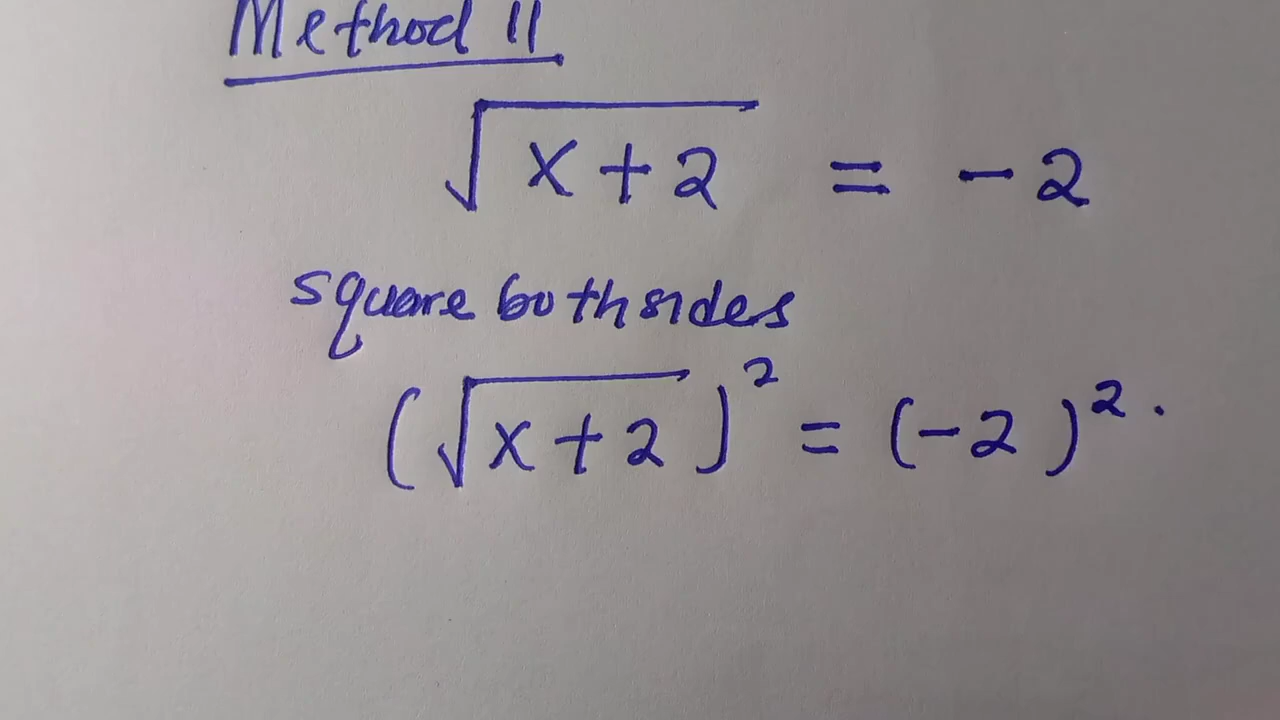 Method II
√x+2 = -2
square both sides
(√x+2)² = (-2)².